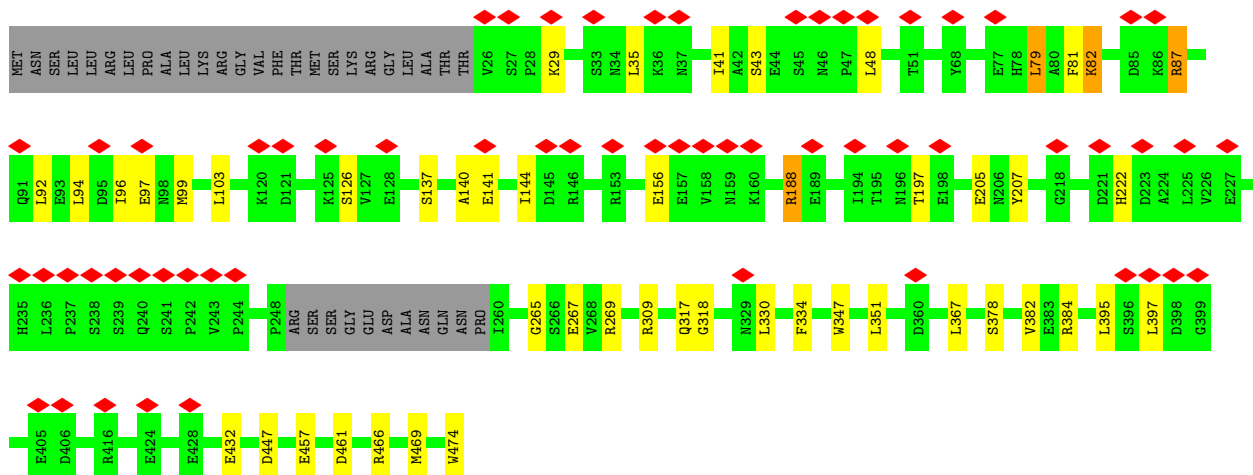 MET ASN SER LEU LEU ARG LEU PRO ALA LEU LYS ARG GLY VAL PHE THR MET SER LYS ARG GLY LEU ALA THR THR V26 S27 P28 K29 S33 N34 L35 K36 N37 I41 A42 S43 E44 S45 N46 P47 L48 T51 Y68 E77 H78 L79 A80 F81 K82 D85 K86 R87
Q91 L92 E93 L94 D95 I96 E97 N98 M99 L103 K120 D121 K125 S126 V127 E128 S137 A140 E141 I144 D145 R146 R153 E156 E157 V158 N159 K160 R188 E189 I194 T195 N196 T197 E198 E205 N206 Y207 G218 D221 H222 D223 A224 L225 V226 E227
H235 L236 P237 S238 S239 Q240 S241 P242 V243 P244 P248 ARG SER SER GLY GLU ASP ALA ASN GLN ASN PRO I260 G265 S266 E267 V268 R269 R309 Q317 G318 N329 L330 F334 W347 L351 D360 L367 S378 V382 E383 R384 L395 S396 L397 D398 G399
E405 D406 R416 E424 E428 E432 D447 E457 D461 R466 M469 W474